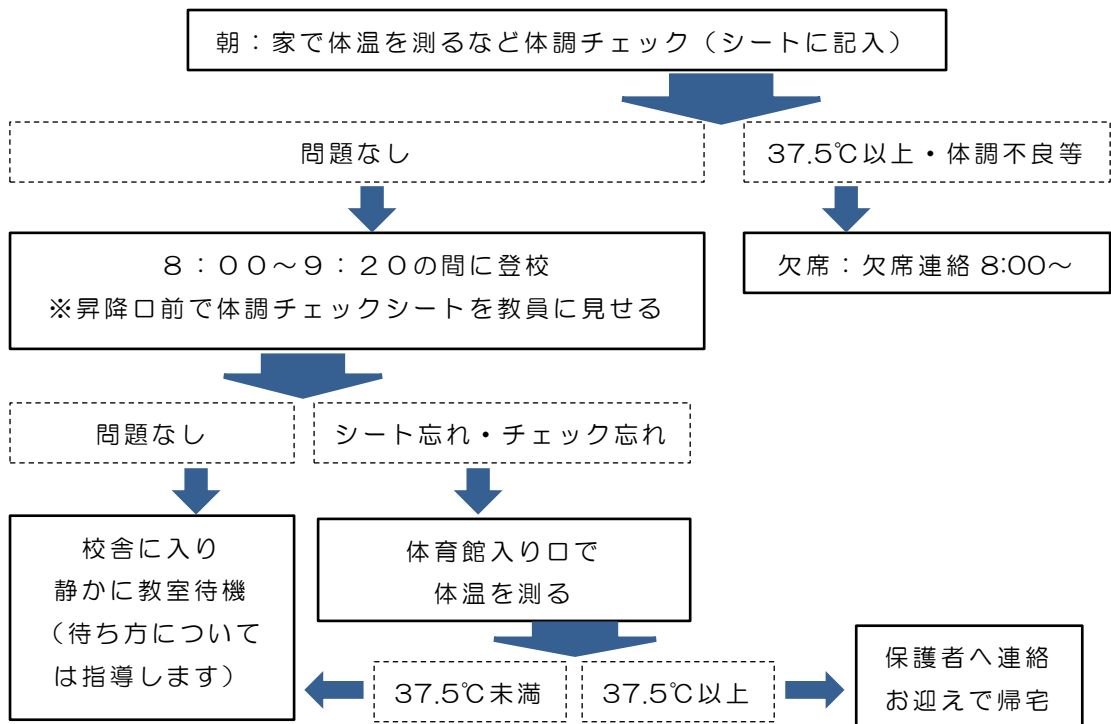 朝：家で体温を測るなど体調チェック（シートに記入）
問題なし
37.5℃以上・体調不良等
８：００～９：２０の間に登校
※昇降口前で体調チェックシートを教員に見せる
欠席：欠席連絡 8:00～
問題なし
シート忘れ・チェック忘れ
校舎に入り
静かに教室待機
（待ち方について
は指導します）
体育館入り口で
体温を測る
37.5℃未満
37.5℃以上
保護者へ連絡
お迎えで帰宅